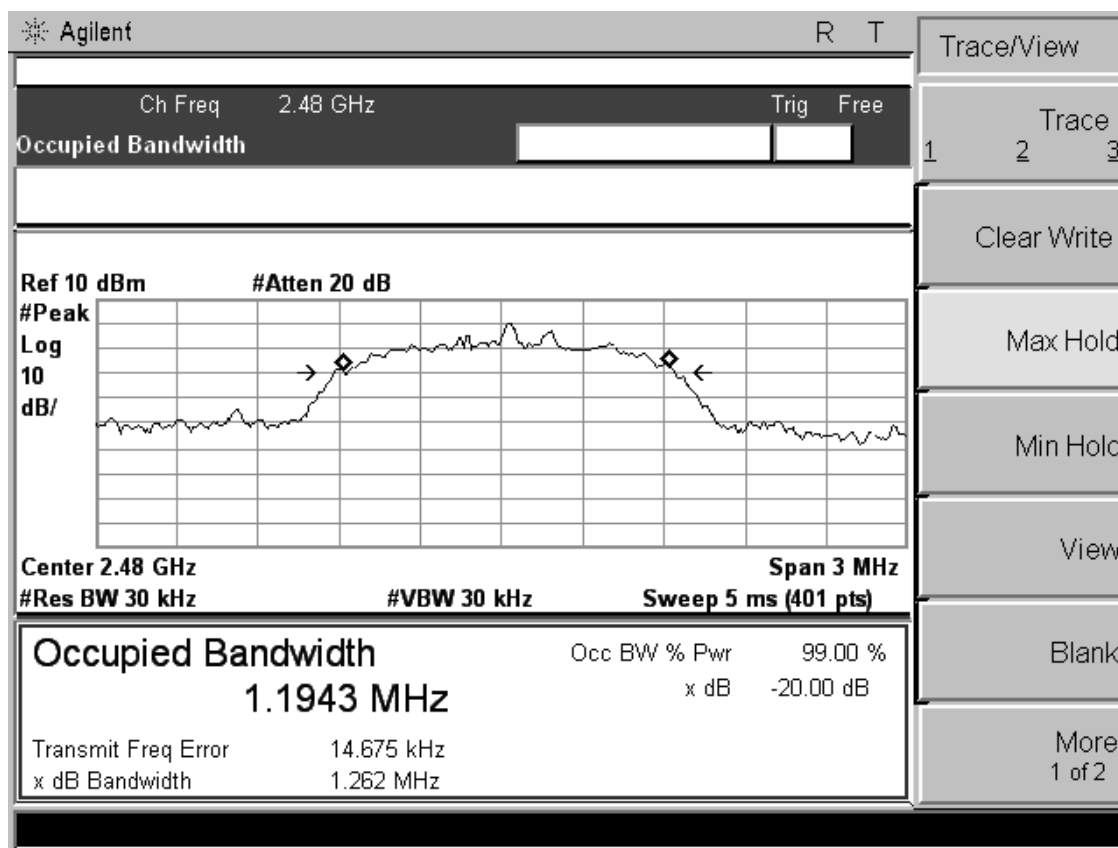 Agilent R T
Ch Freq 2.48 GHz Trig Free
Occupied Bandwidth
Ref 10 dBm #Atten 20 dB
#Peak
Log
10
dB/
Center 2.48 GHz Span 3 MHz
#Res BW 30 kHz #VBW 30 kHz Sweep 5 ms (401 pts)
Occupied Bandwidth
1.1943 MHz
Occ BW % Pwr 99.00 %
x dB -20.00 dB
Transmit Freq Error 14.675 kHz
x dB Bandwidth 1.262 MHz
Trace/View
Trace
1 2 3
Clear Write
Max Hold
Min Hold
View
Blank
More
1 of 2